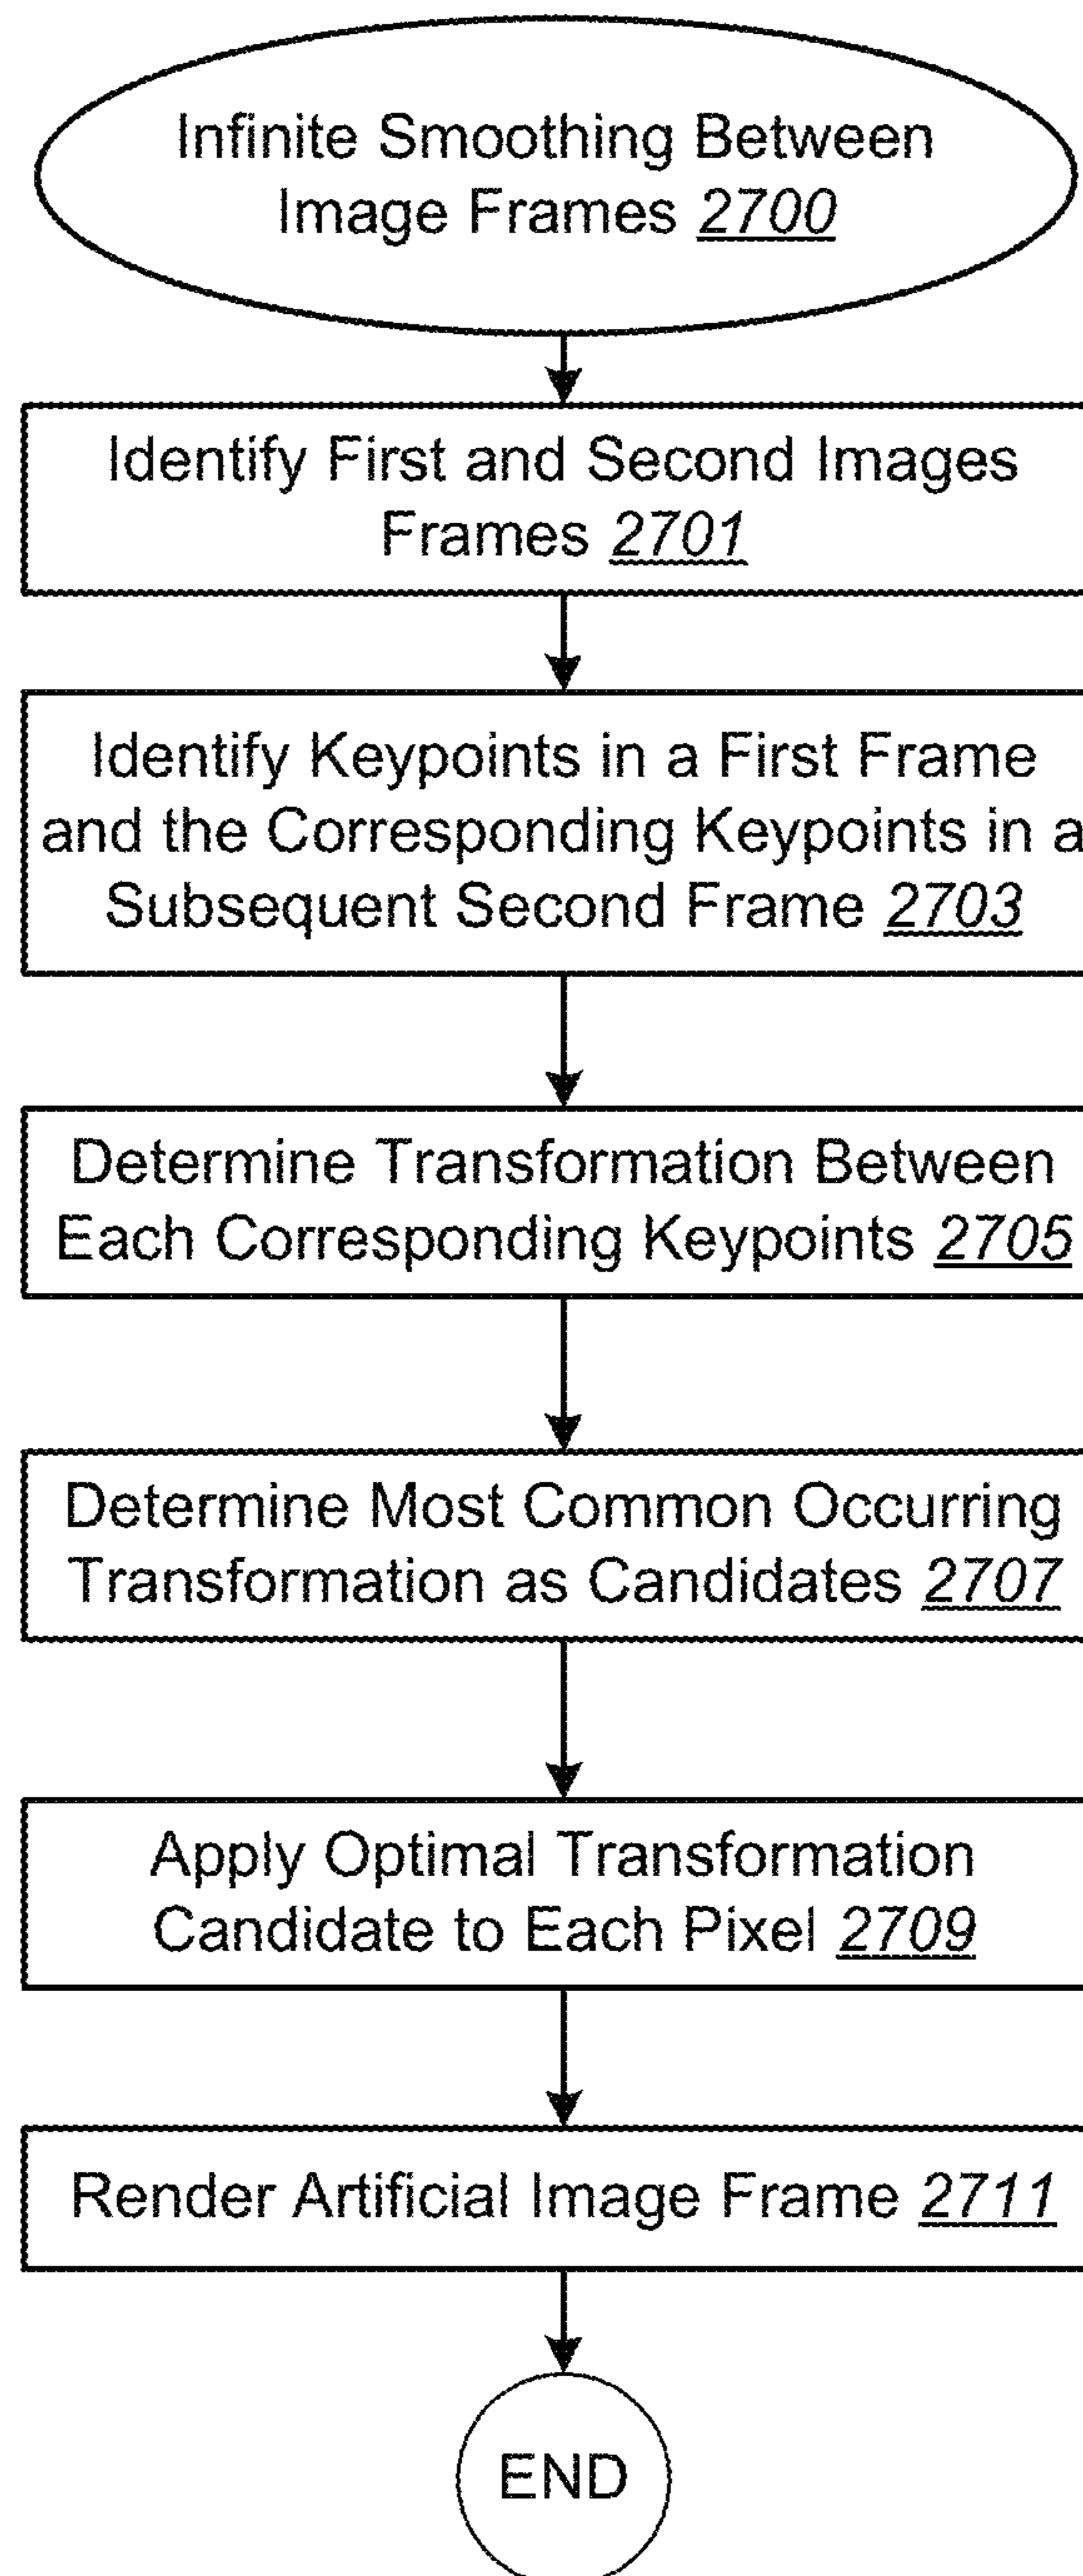 Infinite Smoothing Between
Image Frames 2700
Identify First and Second Images
Frames 2701
Identify Keypoints in a First Frame
and the Corresponding Keypoints in a
Subsequent Second Frame 2703
Determine Transformation Between
Each Corresponding Keypoints 2705
Determine Most Common Occurring
Transformation as Candidates 2707
Apply Optimal Transformation
Candidate to Each Pixel 2709
Render Artificial Image Frame 2711
END